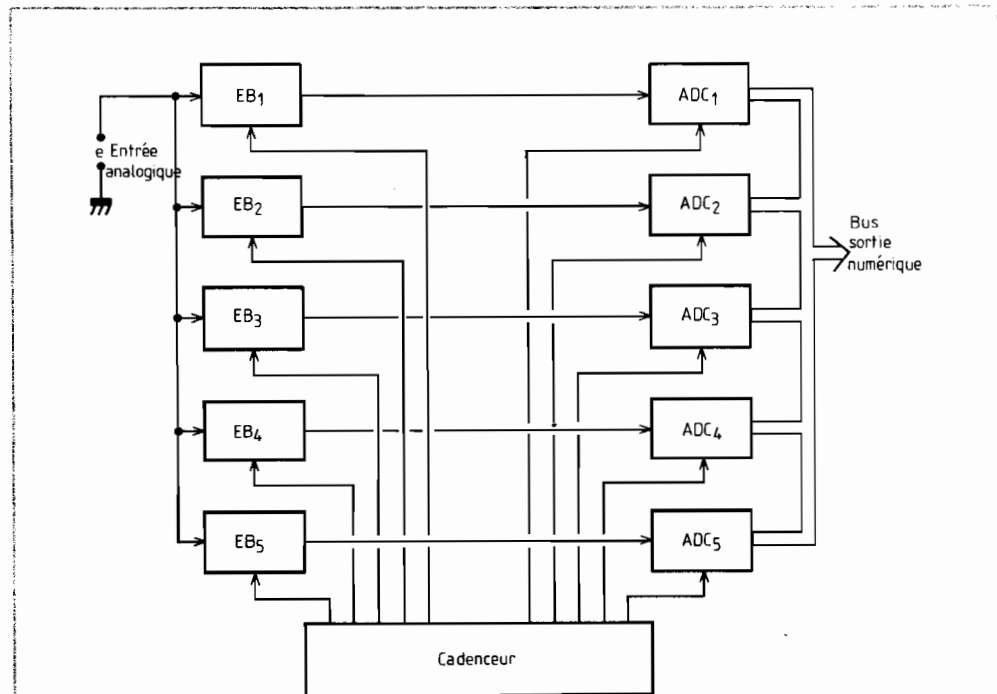 EB1
ADC1
e Entrée
analogique
EB2
ADC2
Bus
sortie
numérique
EB3
ADC3
EB4
ADC4
EB5
ADC5
Cadenceur